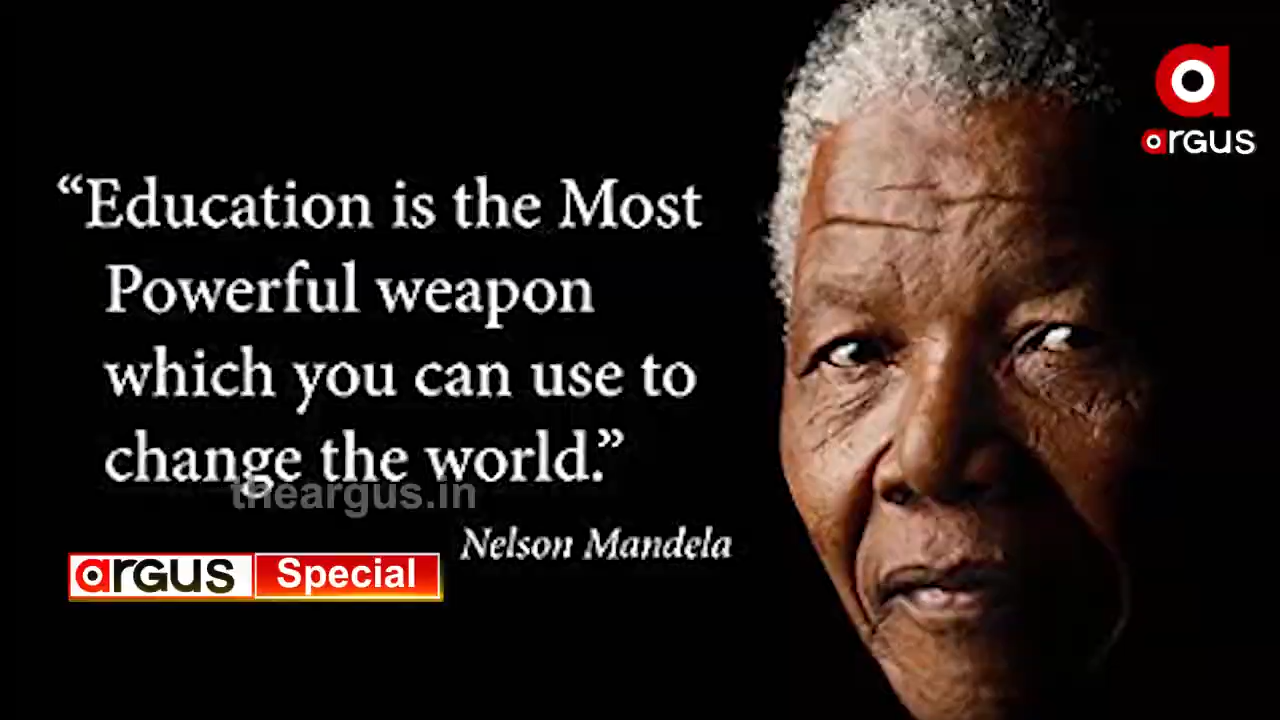 argus
“Education is the Most
Powerful weapon
which you can use to
change the world.”
theargus.in
Nelson Mandela
argus Special